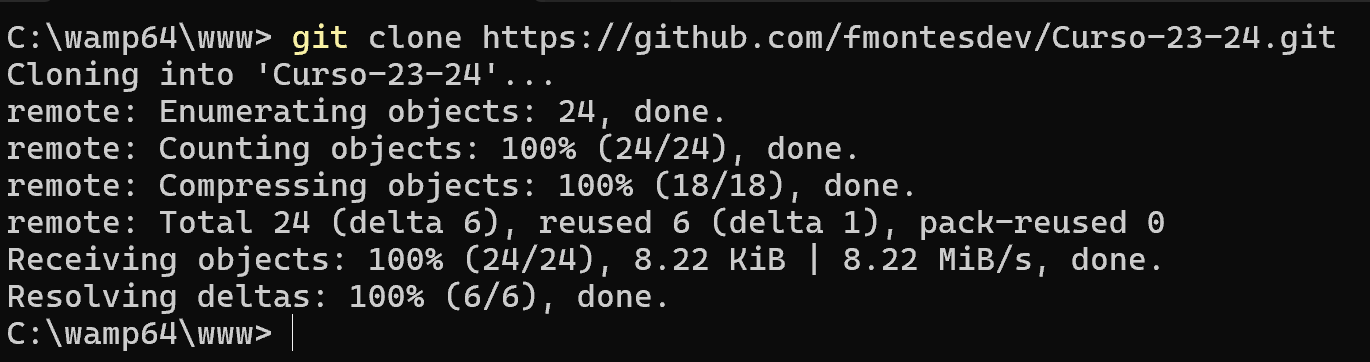 C:\wamp64\www> git clone https://github.com/fmontesdev/Curso-23-24.git
Cloning into 'Curso-23-24'...
remote: Enumerating objects: 24, done.
remote: Counting objects: 100% (24/24), done.
remote: Compressing objects: 100% (18/18), done.
remote: Total 24 (delta 6), reused 6 (delta 1), pack-reused 0
Receiving objects: 100% (24/24), 8.22 KiB | 8.22 MiB/s, done.
Resolving deltas: 100% (6/6), done.
C:\wamp64\www>